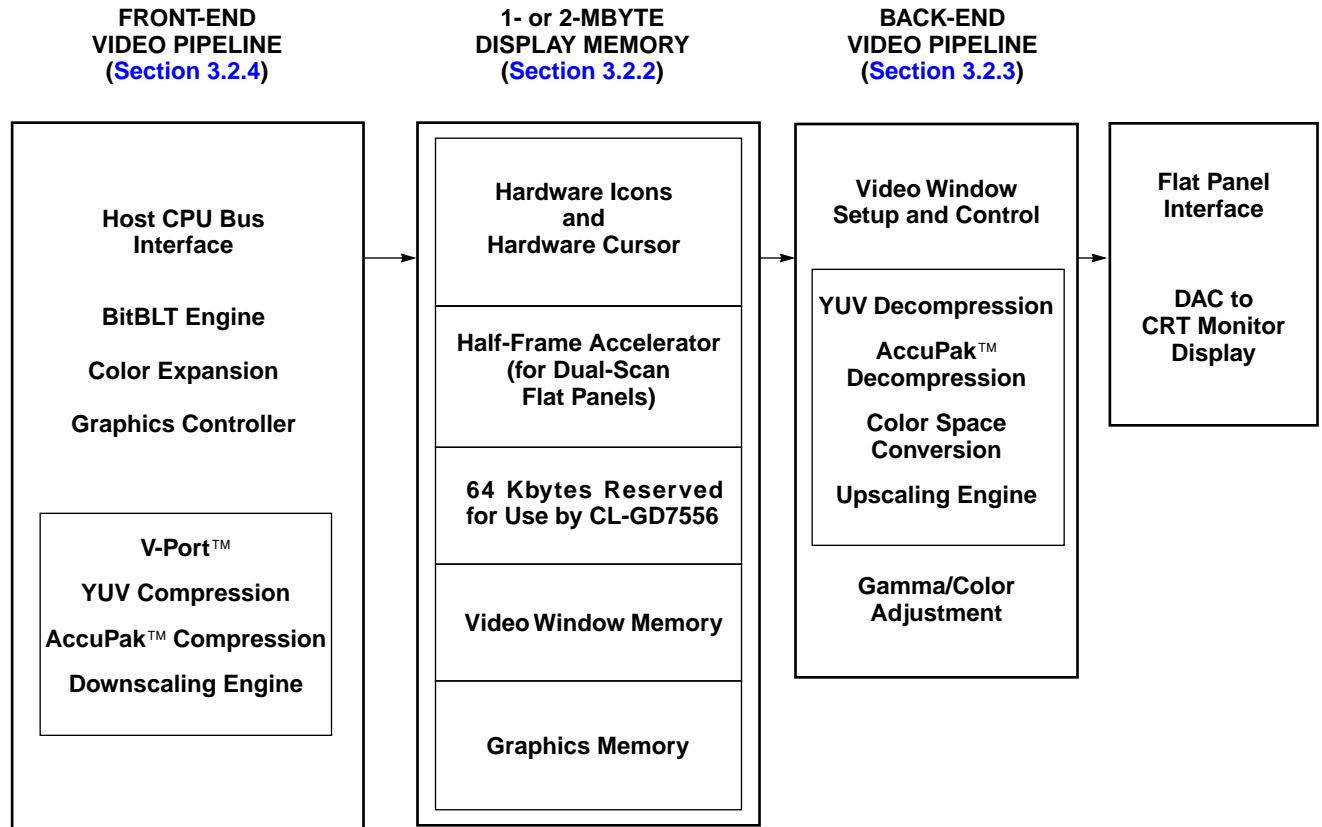 FRONT-END
VIDEO PIPELINE
(Section 3.2.4)
1- or 2-MBYTE
DISPLAY MEMORY
(Section 3.2.2)
BACK-END
VIDEO PIPELINE
(Section 3.2.3)
Host CPU Bus
Interface
BitBLT Engine
Color Expansion
Graphics Controller
V-Port™
YUV Compression
AccuPak™ Compression
Downscaling Engine
Hardware Icons
and
Hardware Cursor
Half-Frame Accelerator
(for Dual-Scan
Flat Panels)
64 Kbytes Reserved
for Use by CL-GD7556
Video Window Memory
Graphics Memory
Video Window
Setup and Control
YUV Decompression
AccuPak™
Decompression
Color Space
Conversion
Upscaling Engine
Gamma/Color
Adjustment
Flat Panel
Interface
DAC to
CRT Monitor
Display